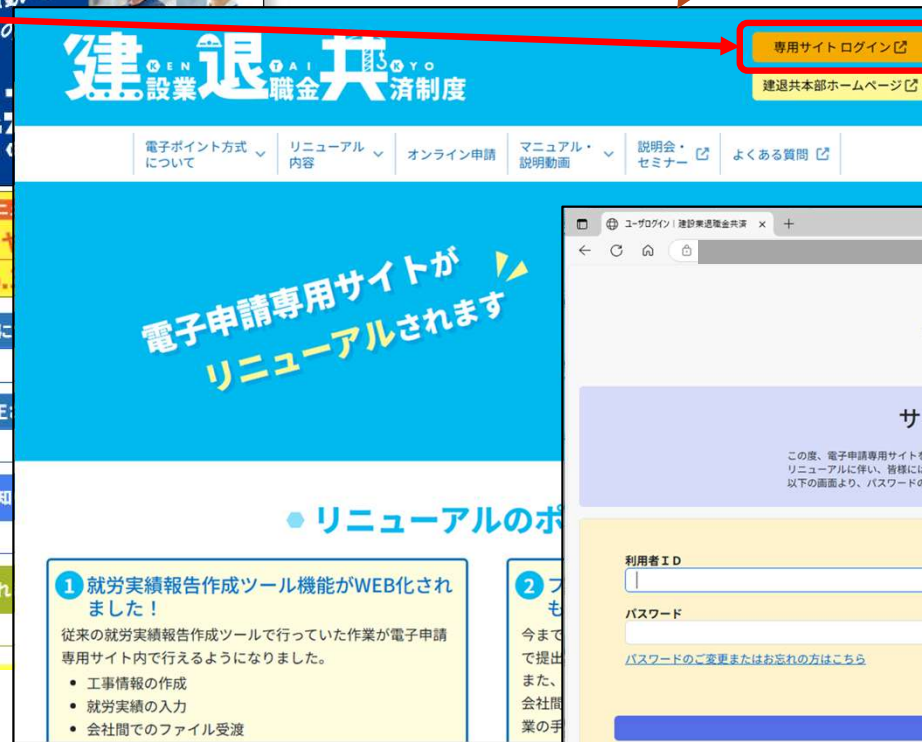 建設業退職金共済制度
KEN TAI KYO
専用サイト ログイン
建退共本部ホームページ
電子ポイント方式
について
リニューアル
内容
オンライン申請
マニュアル・
説明動画
説明会・
セミナー
よくある質問
電子申請専用サイトが
リニューアルされます
リニューアルのポ
1 就労実績報告作成ツール機能がWEB化され
ました！
従来の就労実績報告作成ツールで行っていた作業が電子申請
専用サイト内で行えるようになりました。
• 工事情報の作成
• 就労実績の入力
• 会社間でのファイル受渡
2 フ
も
今まで
で提出
また、
会社間
業の手
ユーザログイン | 建設業退職金共済
サ
この度、電子申請専用サイトを
リニューアルに伴い、皆様には
以下の画面より、パスワードの
利用者ＩＤ
パスワード
パスワードのご変更またはお忘れの方はこちら